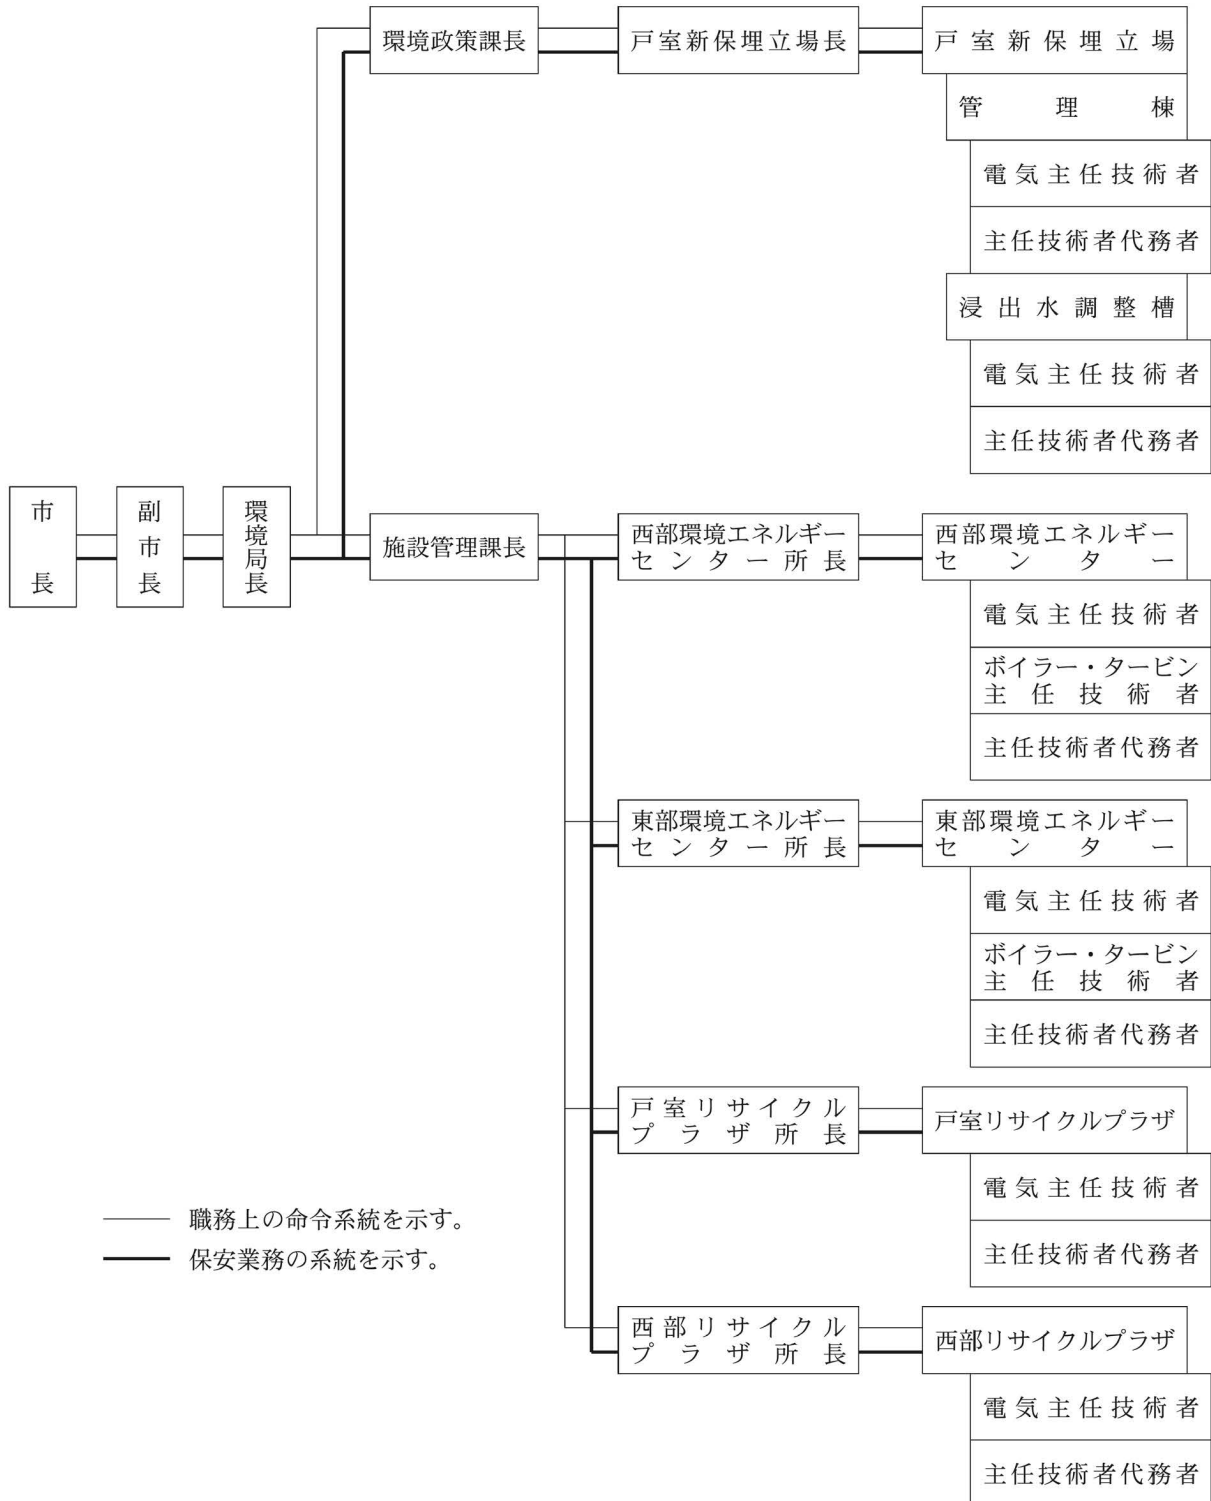 環境政策課長
戸室新保埋立場長
戸室新保埋立場
管理棟
電気主任技術者
主任技術者代務者
浸出水調整槽
電気主任技術者
主任技術者代務者
市長
副市長
環境局長
施設管理課長
西部環境エネルギー
センター所長
西部環境エネルギー
センター
電気主任技術者
ボイラー・タービン
主任技術者
主任技術者代務者
東部環境エネルギー
センター所長
東部環境エネルギー
センター
電気主任技術者
ボイラー・タービン
主任技術者
主任技術者代務者
戸室リサイクル
プラザ所長
戸室リサイクルプラザ
電気主任技術者
主任技術者代務者
職務上の命令系統を示す。
保安業務の系統を示す。
西部リサイクル
プラザ所長
西部リサイクルプラザ
電気主任技術者
主任技術者代務者